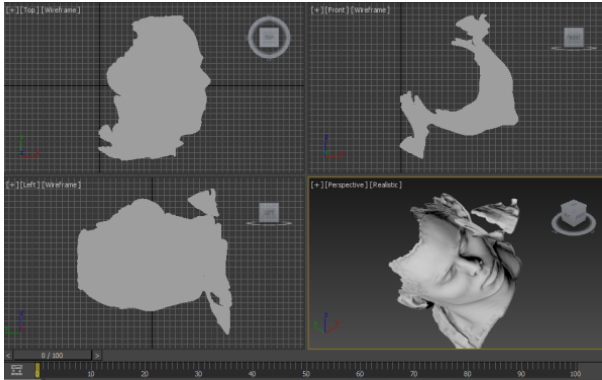 [+] [Top] [Wireframe]
[+] [Front] [Wireframe]
[+] [Left] [Wireframe]
[+] [Perspective] [Realistic]
< 0 / 100 >
0 10 20 30 40 50 60 70 80 90 100